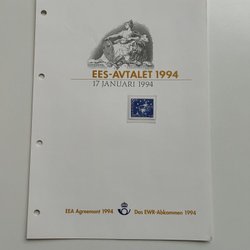 EES-AVTALET 1994
17 JANUARI 1994
EEA Agreement 1994 Das EWR-Abkommen 1994